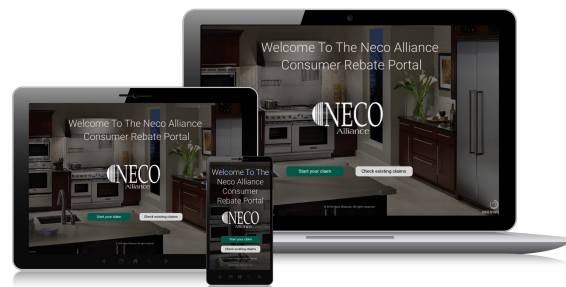 Welcome To The Neco Alliance
Consumer Rebate Portal
NECO
Alliance
Start your claim
Check existing claims
Welcome To The Neco Alliance
Consumer Rebate Portal
NECO
Alliance
Start your claim
Check existing claims
Welcome To The
Neco Alliance
Consumer
Rebate Portal
NECO
Alliance
Start your claim
Check existing claims